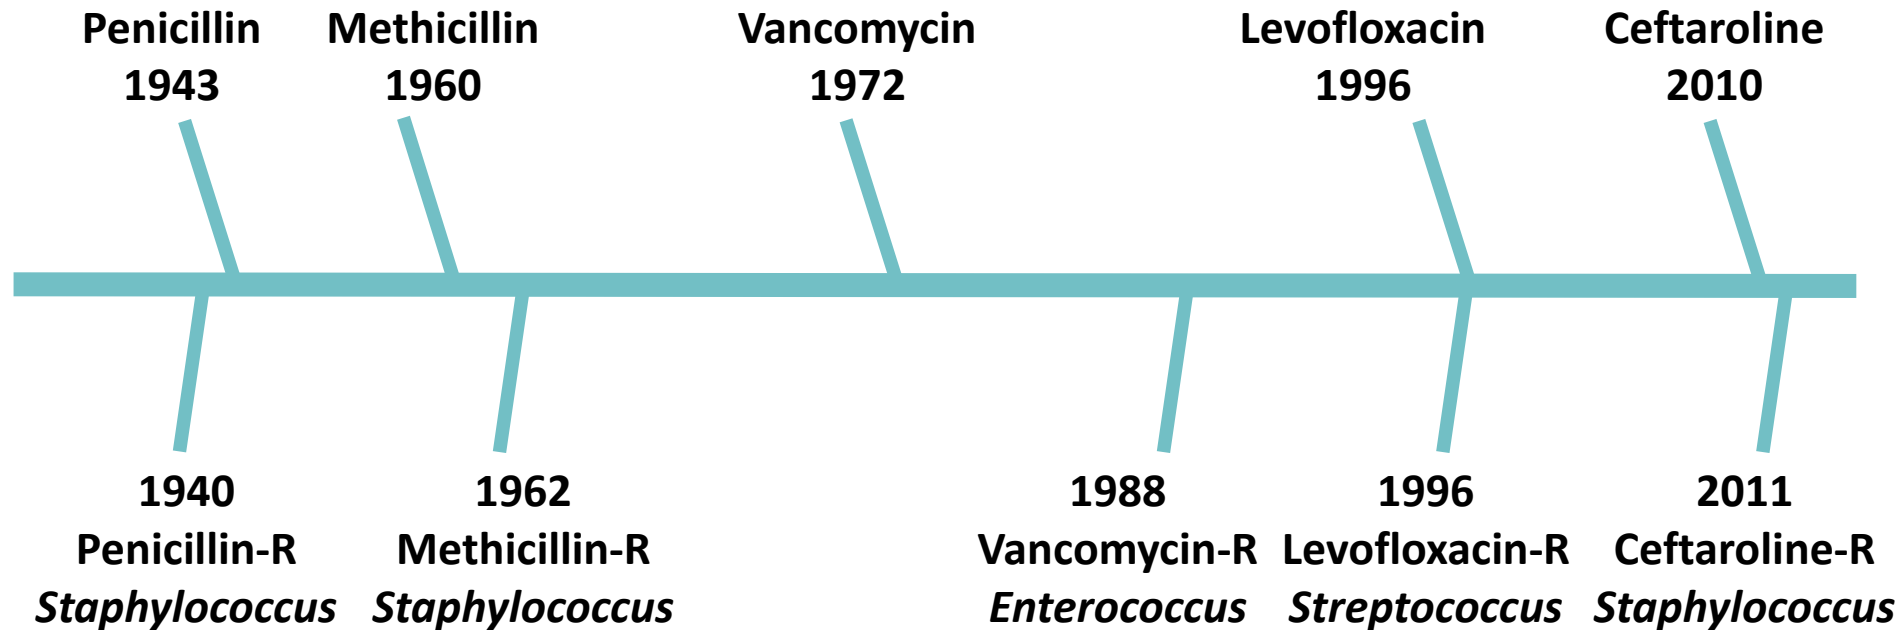 Penicillin
1943
Methicillin
1960
Vancomycin
1972
Levofloxacin
1996
Ceftaroline
2010
1940
Penicillin-R
Staphylococcus
1962
Methicillin-R
Staphylococcus
1988
Vancomycin-R
Enterococcus
1996
Levofloxacin-R
Streptococcus
2011
Ceftaroline-R
Staphylococcus